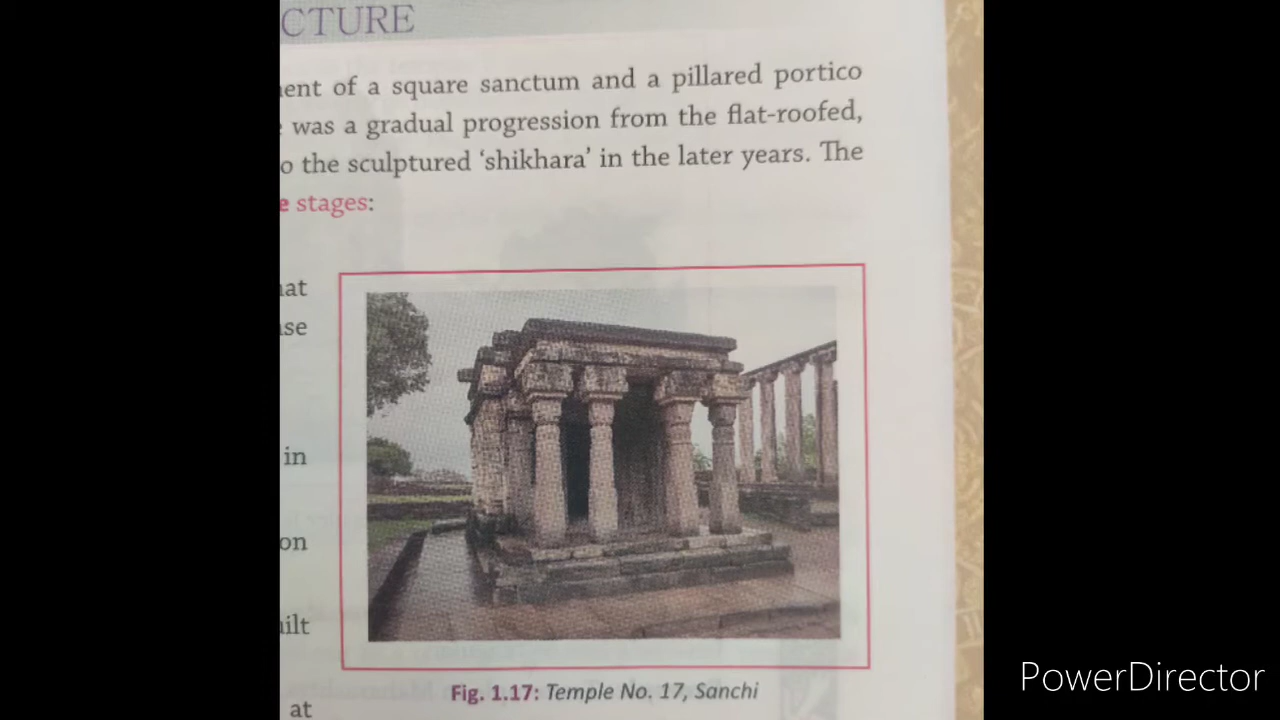 CTURE
ent of a square sanctum and a pillared portico
was a gradual progression from the flat-roofed,
o the sculptured ‘shikhara’ in the later years. The
e stages:
at
se
in
on
uilt
at
Fig. 1.17: Temple No. 17, Sanchi
PowerDirector